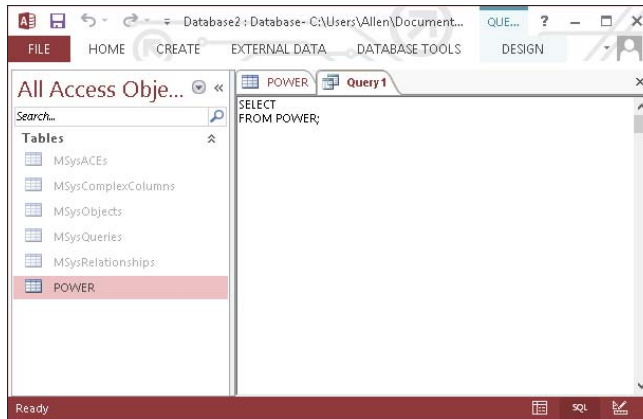 Database2 : Database- C:\Users\Allen\Document... QUE... ?
FILE HOME CREATE EXTERNAL DATA DATABASE TOOLS DESIGN
All Access Obje... «
Search...
Tables
MSysACEs
MSysComplexColumns
MSysObjects
MSysQueries
MSysRelationships
POWER
POWER Query1
SELECT
FROM POWER;
Ready SQL